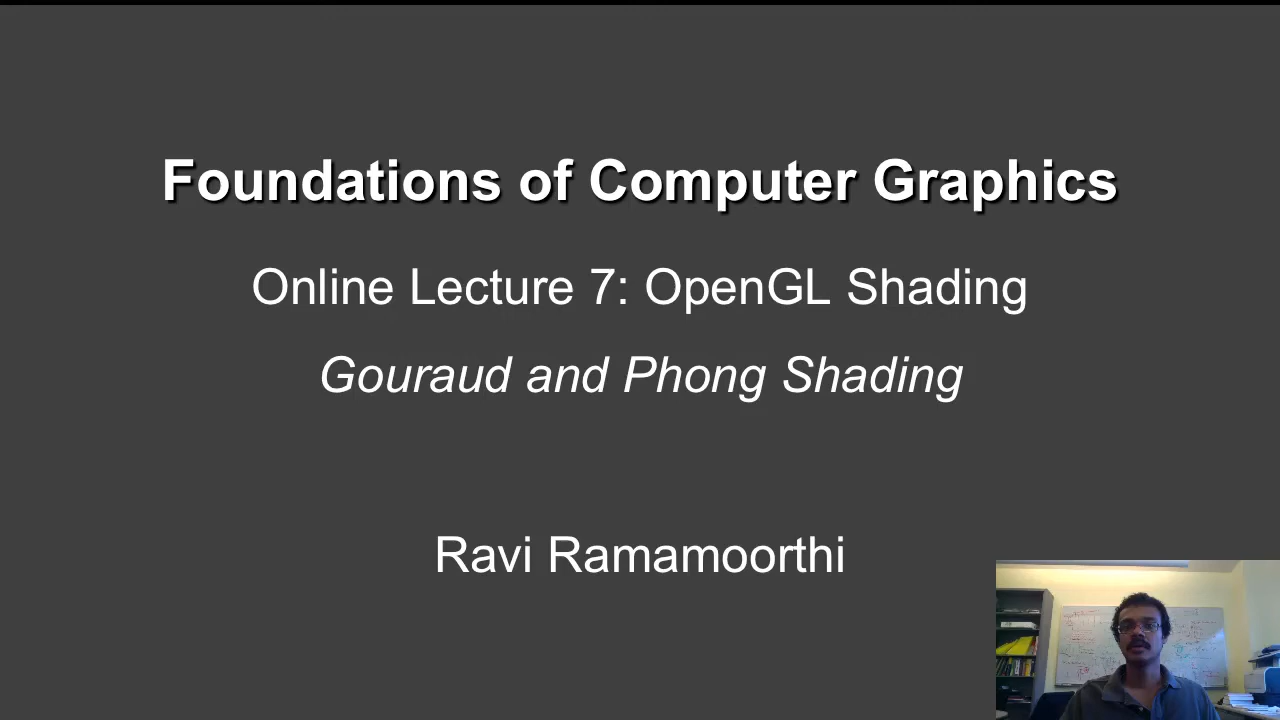 Foundations of Computer Graphics
Online Lecture 7: OpenGL Shading
Gouraud and Phong Shading
Ravi Ramamoorthi